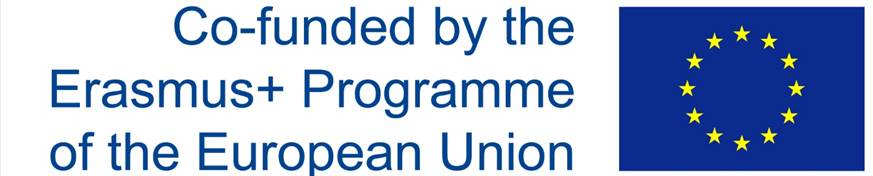 Co-funded by the
Erasmus+ Programme
of the European Union